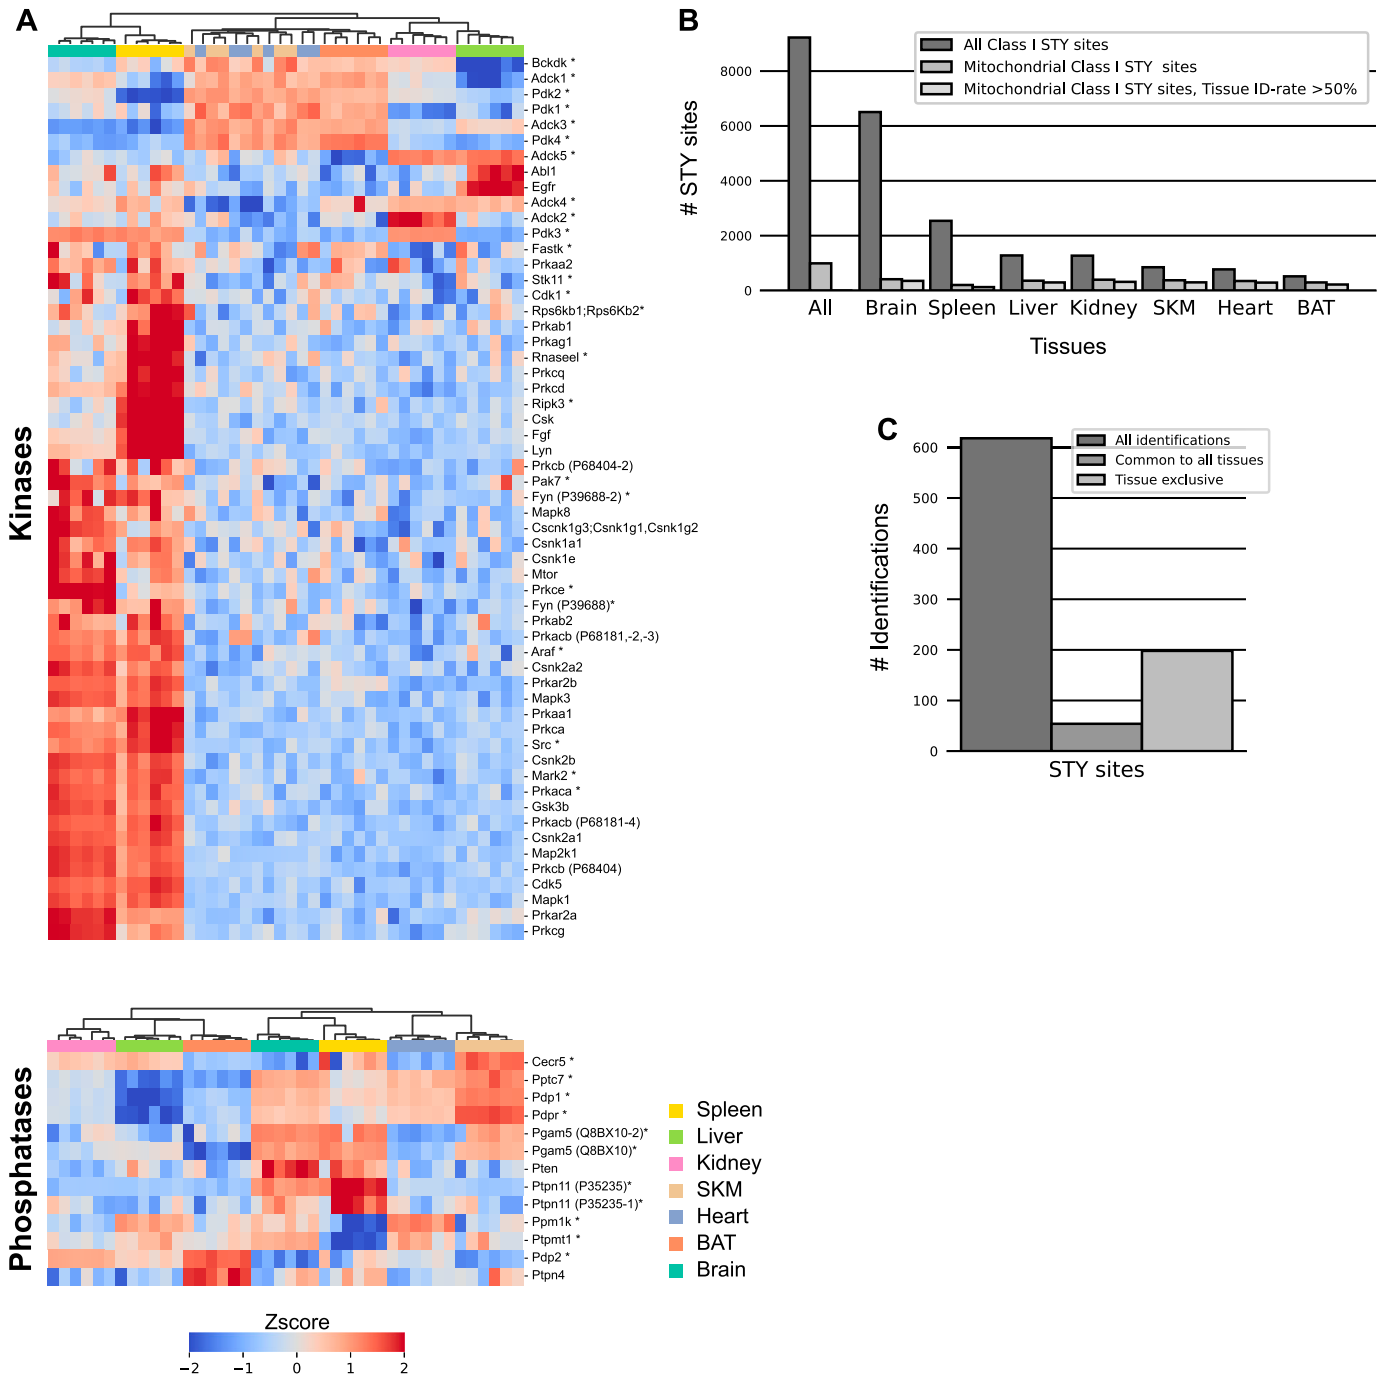 A
Kinases
Bckdk *
Adck1 *
Pdk2 *
Pdk1 *
Adck3 *
Pdk4 *
Adck5 *
Abl1
Egfr
Adck4 *
Adck2 *
Pdk3 *
Fastk *
Prkaa2
Stk11 *
Cdk1 *
Rps6kb1;Rps6Kb2*
Prkab1
Prkag1
Rnaseel *
Prkcq
Prkcd
Ripk3 *
Csk
Fgf
Lyn
Prkcb (P68404-2)
Pak7 *
Fyn (P39688-2) *
Mapk8
Cscnk1g3;Csnk1g1,Csnk1g2
Csnk1a1
Csnk1e
Mtor
Prkce *
Fyn (P39688)*
Prkab2
Prkacb (P68181,-2,-3)
Araf *
Csnk2a2
Prkar2b
Mapk3
Prkaa1
Prkca
Src *
Csnk2b
Mark2 *
Prkaca *
Gsk3b
Prkacb (P68181-4)
Csnk2a1
Map2k1
Prkcb (P68404)
Cdk5
Mapk1
Prkar2a
Prkcg
Phosphatases
Cecr5 *
Pptc7 *
Pdp1 *
Pdpr *
Pgam5 (Q8BX10-2)*
Pgam5 (Q8BX10)*
Pten
Ptpn11 (P35235)*
Ptpn11 (P35235-1)*
Ppm1k *
Ptpmt1 *
Pdp2 *
Ptpn4
Zscore
−2 −1 0 1 2
Spleen
Liver
Kidney
SKM
Heart
BAT
Brain
B
# STY sites
8000
6000
4000
2000
0
All Class I STY sites
Mitochondrial Class I STY  sites
Mitochondrial Class I STY sites, Tissue ID-rate >50%
All Brain Spleen Liver Kidney SKM Heart BAT
Tissues
C
# Identifications
600
500
400
300
200
100
0
All identifications
Common to all tissues
Tissue exclusive
STY sites